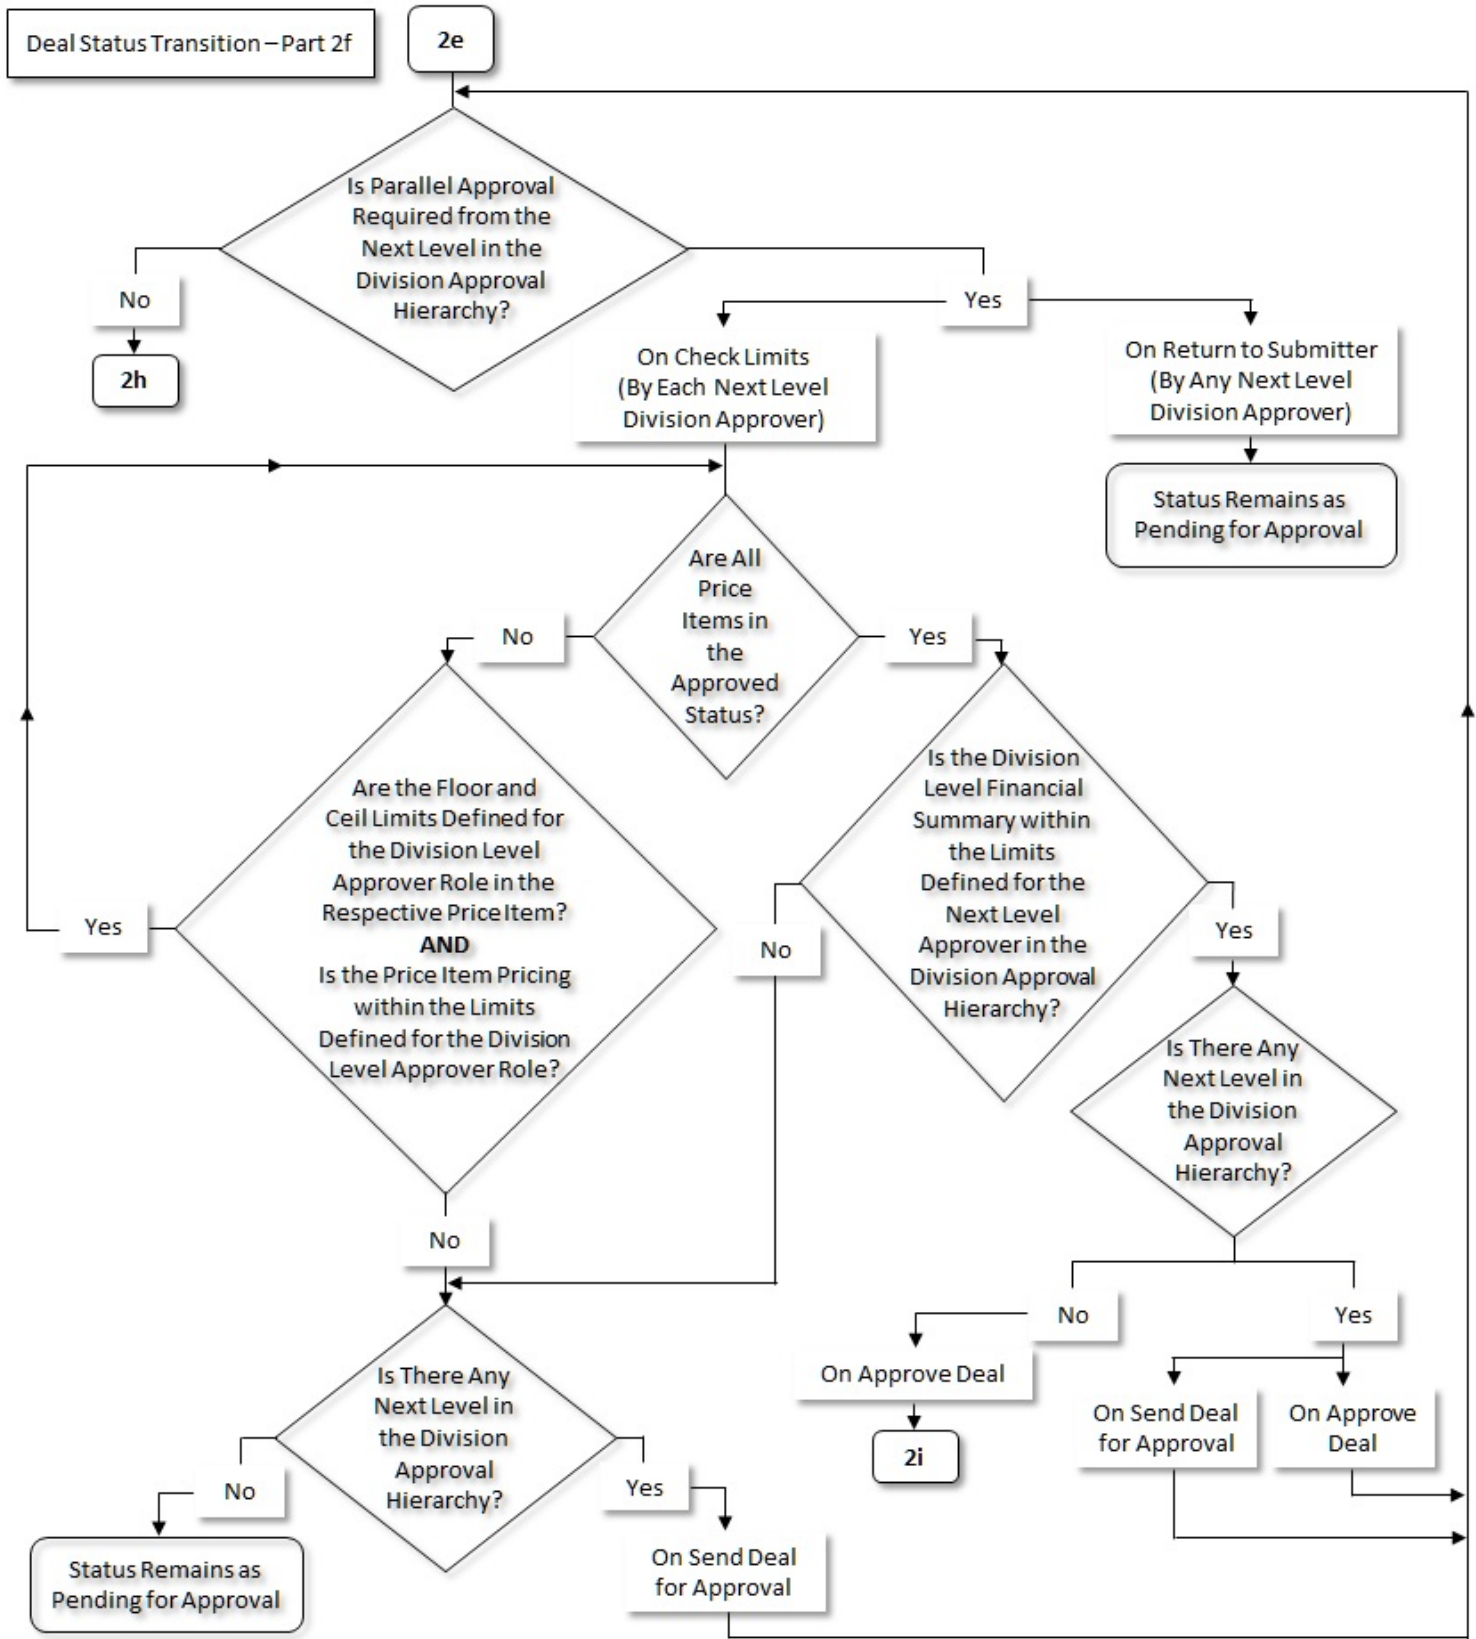 Deal Status Transition – Part 2f
2e
Is Parallel Approval
Required from the
Next Level in the
Division Approval
Hierarchy?
No
2h
Yes
On Check Limits
(By Each Next Level
Division Approver)
On Return to Submitter
(By Any Next Level
Division Approver)
Status Remains as
Pending for Approval
Are All
Price
Items in
the
Approved
Status?
No
Yes
Are the Floor and
Ceil Limits Defined for
the Division Level
Approver Role in the
Respective Price Item?
AND
Is the Price Item Pricing
within the Limits
Defined for the Division
Level Approver Role?
Yes
No
Is the Division
Level Financial
Summary within
the Limits
Defined for the
Next Level
Approver in the
Division Approval
Hierarchy?
No
Yes
Is There Any
Next Level in
the Division
Approval
Hierarchy?
No
Yes
On Approve Deal
2i
On Send Deal
for Approval
On Approve
Deal
Is There Any
Next Level in
the Division
Approval
Hierarchy?
No
Yes
Status Remains as
Pending for Approval
On Send Deal
for Approval